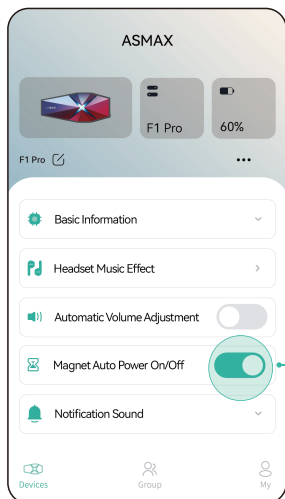 ASMAX
F1 Pro
60%
F1 Pro
Basic Information
Headset Music Effect
Automatic Volume Adjustment
Magnet Auto Power On/Off
Notification Sound
Devices
Group
My